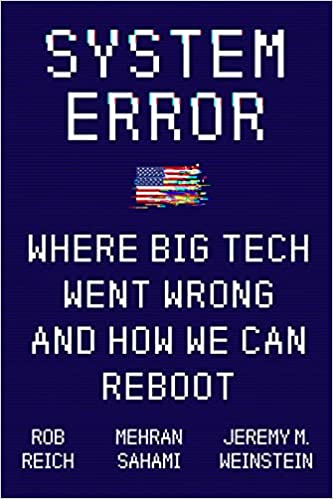 SYSTEM
ERROR
WHERE BIG TECH
WENT WRONG
AND HOW WE CAN
REBOOT
ROB REICH
MEHRAN SAHAMI
JEREMY M. WEINSTEIN